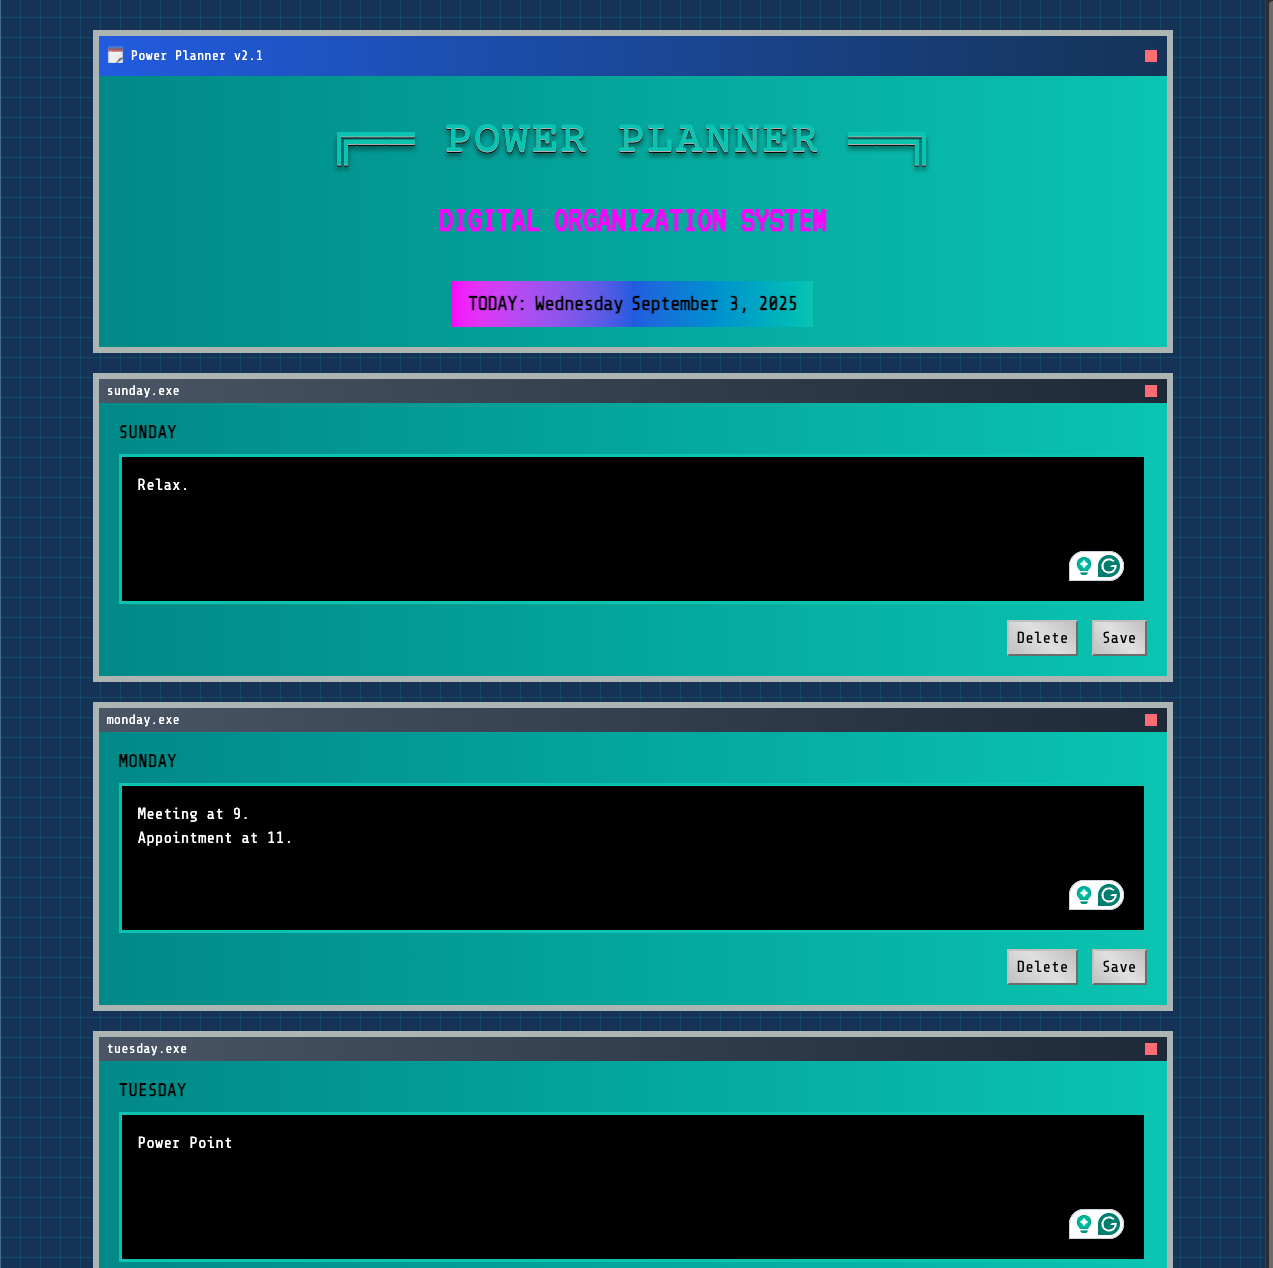 Power Planner v2.1
╔═══ POWER PLANNER ═══╗
DIGITAL ORGANIZATION SYSTEM
TODAY: Wednesday September 3, 2025
sunday.exe
SUNDAY
Relax.
Delete Save
monday.exe
MONDAY
Meeting at 9.
Appointment at 11.
Delete Save
tuesday.exe
TUESDAY
Power Point